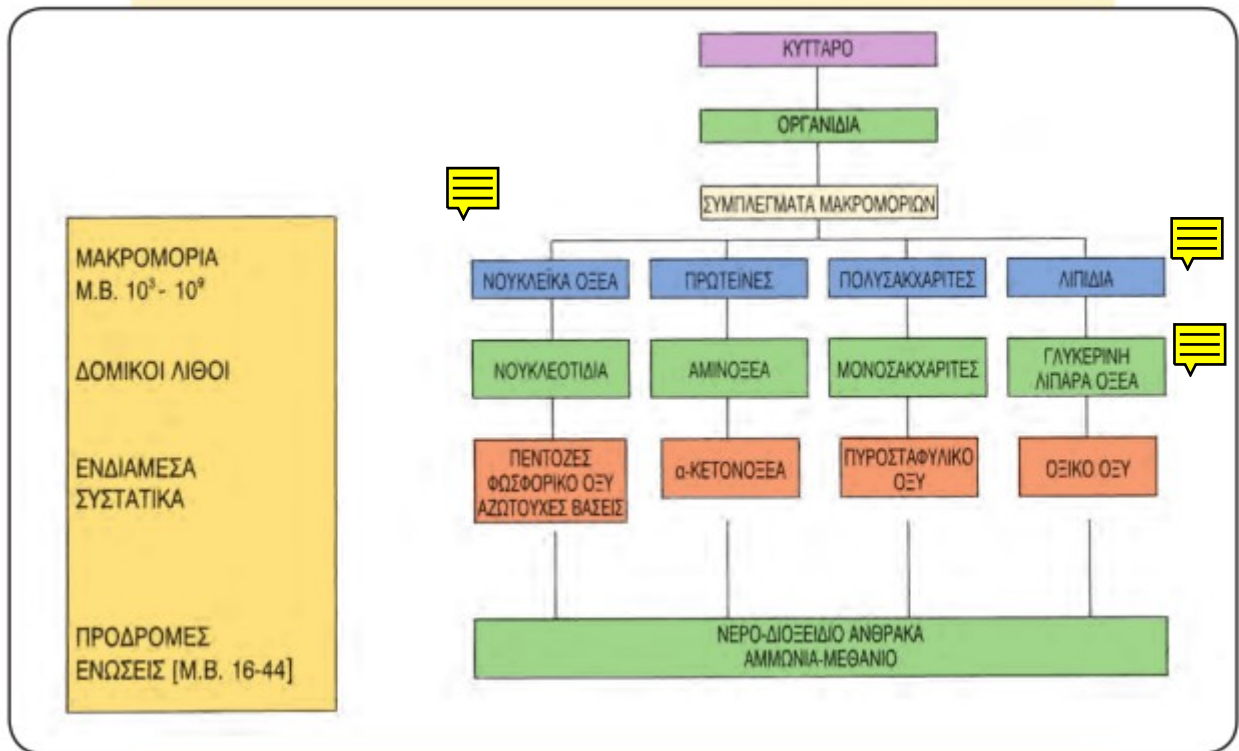 ΚΥΤΤΑΡΟ
ΟΡΓΑΝΙΔΙΑ
ΣΥΜΠΛΕΓΜΑΤΑ ΜΑΚΡΟΜΟΡΙΩΝ
ΜΑΚΡΟΜΟΡΙΑ
Μ.Β. 10³ - 10⁹
ΝΟΥΚΛΕΪΚΑ ΟΞΕΑ
ΠΡΩΤΕΪΝΕΣ
ΠΟΛΥΣΑΚΧΑΡΙΤΕΣ
ΛΙΠΙΔΙΑ
ΔΟΜΙΚΟΙ ΛΙΘΟΙ
ΝΟΥΚΛΕΟΤΙΔΙΑ
ΑΜΙΝΟΞΕΑ
ΜΟΝΟΣΑΚΧΑΡΙΤΕΣ
ΓΛΥΚΕΡΙΝΗ
ΛΙΠΑΡΑ ΟΞΕΑ
ΕΝΔΙΑΜΕΣΑ
ΣΥΣΤΑΤΙΚΑ
ΠΕΝΤΟΖΕΣ
ΦΩΣΦΟΡΙΚΟ ΟΞΥ
ΑΖΩΤΟΥΧΕΣ ΒΑΣΕΙΣ
α-ΚΕΤΟΝΟΞΕΑ
ΠΥΡΟΣΤΑΦΥΛΙΚΟ
ΟΞΥ
ΟΞΙΚΟ ΟΞΥ
ΠΡΟΔΡΟΜΕΣ
ΕΝΩΣΕΙΣ [Μ.Β. 16-44]
ΝΕΡΟ-ΔΙΟΞΕΙΔΙΟ ΑΝΘΡΑΚΑ
ΑΜΜΩΝΙΑ-ΜΕΘΑΝΙΟ